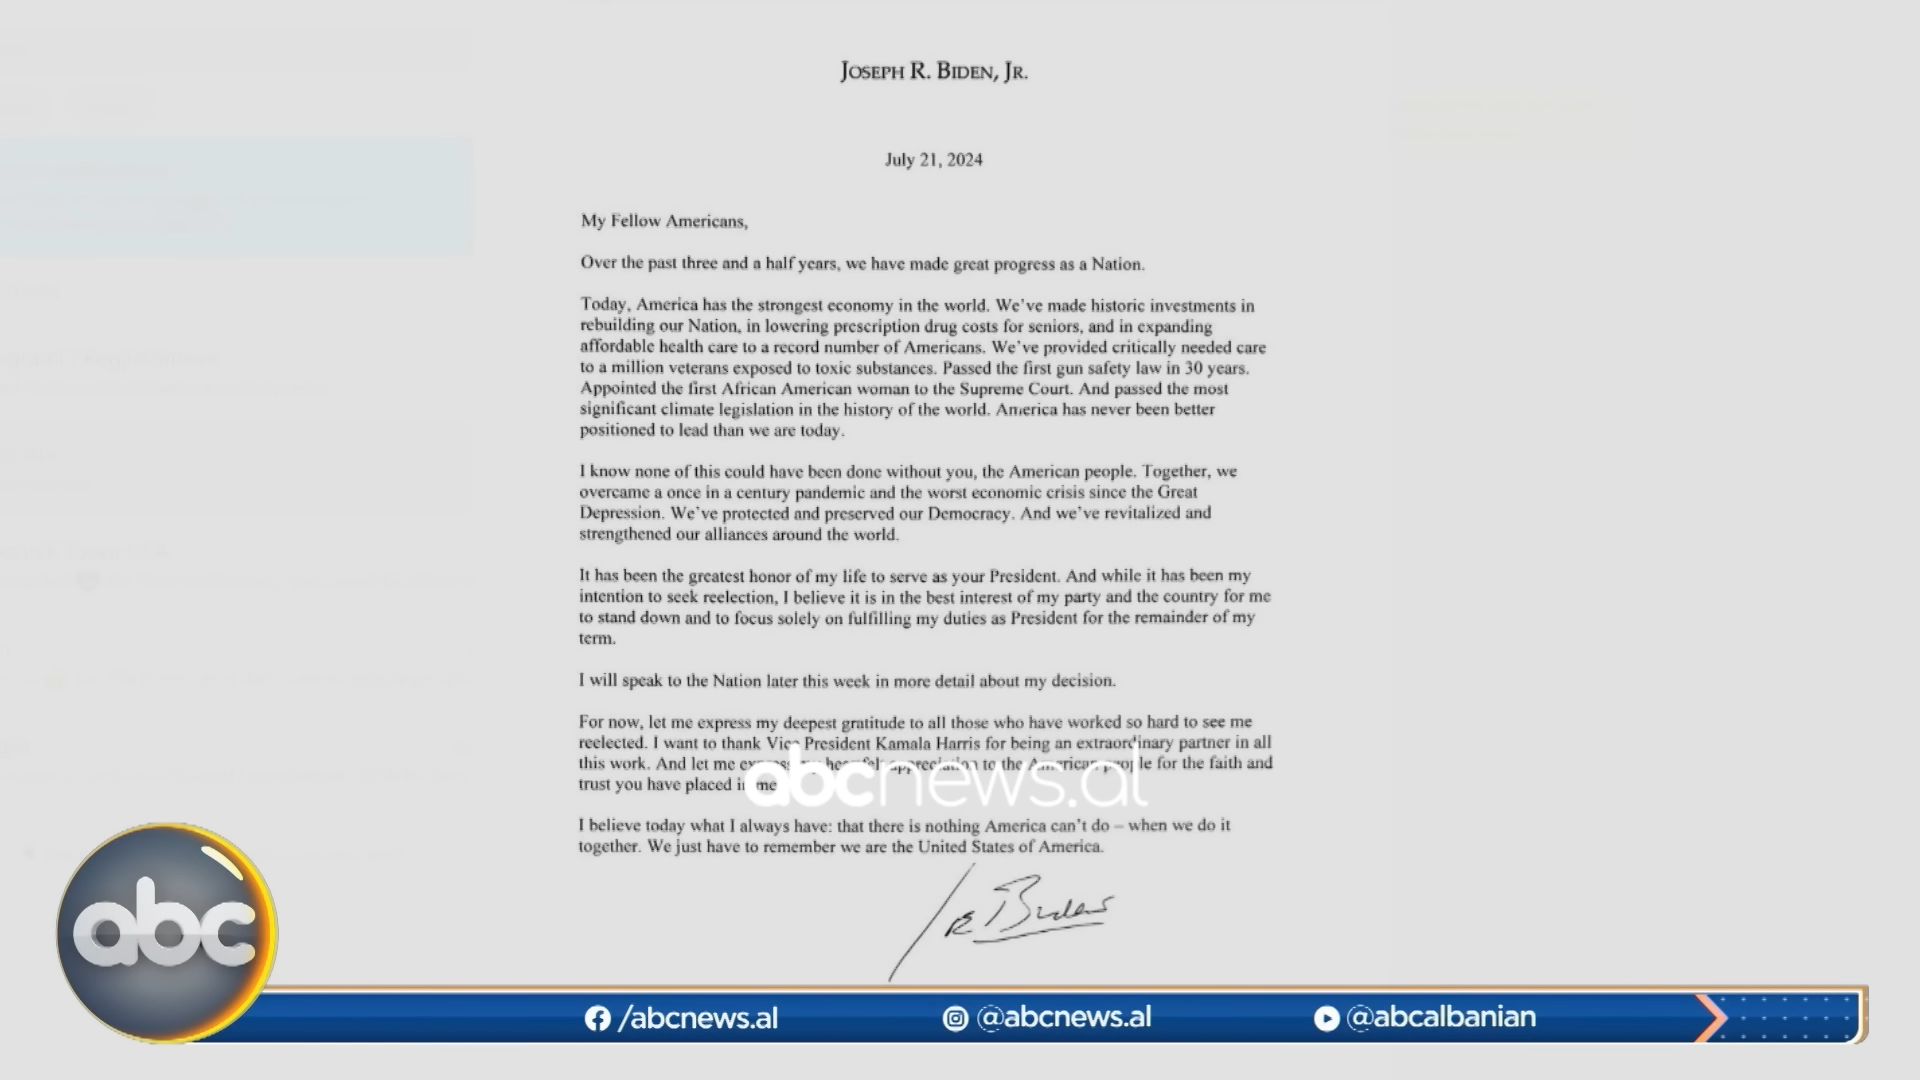 JOSEPH R. BIDEN, JR.
July 21, 2024
My Fellow Americans,
Over the past three and a half years, we have made great progress as a Nation.
Today, America has the strongest economy in the world. We've made historic investments in
rebuilding our Nation, in lowering prescription drug costs for seniors, and in expanding
affordable health care to a record number of Americans. We've provided critically needed care
to a million veterans exposed to toxic substances. Passed the first gun safety law in 30 years.
Appointed the first African American woman to the Supreme Court. And passed the most
significant climate legislation in the history of the world. America has never been better
positioned to lead than we are today.
I know none of this could have been done without you, the American people. Together, we
overcame a once in a century pandemic and the worst economic crisis since the Great
Depression. We've protected and preserved our Democracy. And we've revitalized and
strengthened our alliances around the world.
It has been the greatest honor of my life to serve as your President. And while it has been my
intention to seek reelection, I believe it is in the best interest of my party and the country for me
to stand down and to focus solely on fulfilling my duties as President for the remainder of my
term.
I will speak to the Nation later this week in more detail about my decision.
For now, let me express my deepest gratitude to all those who have worked so hard to see me
reelected. I want to thank Vice President Kamala Harris for being an extraordinary partner in all
this work. And let me express my heartfelt appreciation to the American people for the faith and
trust you have placed in me
abcnews.al
I believe today what I always have: that there is nothing America can't do – when we do it
together. We just have to remember we are the United States of America.
JR Biden
abc
/abcnews.al
@abcnews.al
@abcalbanian